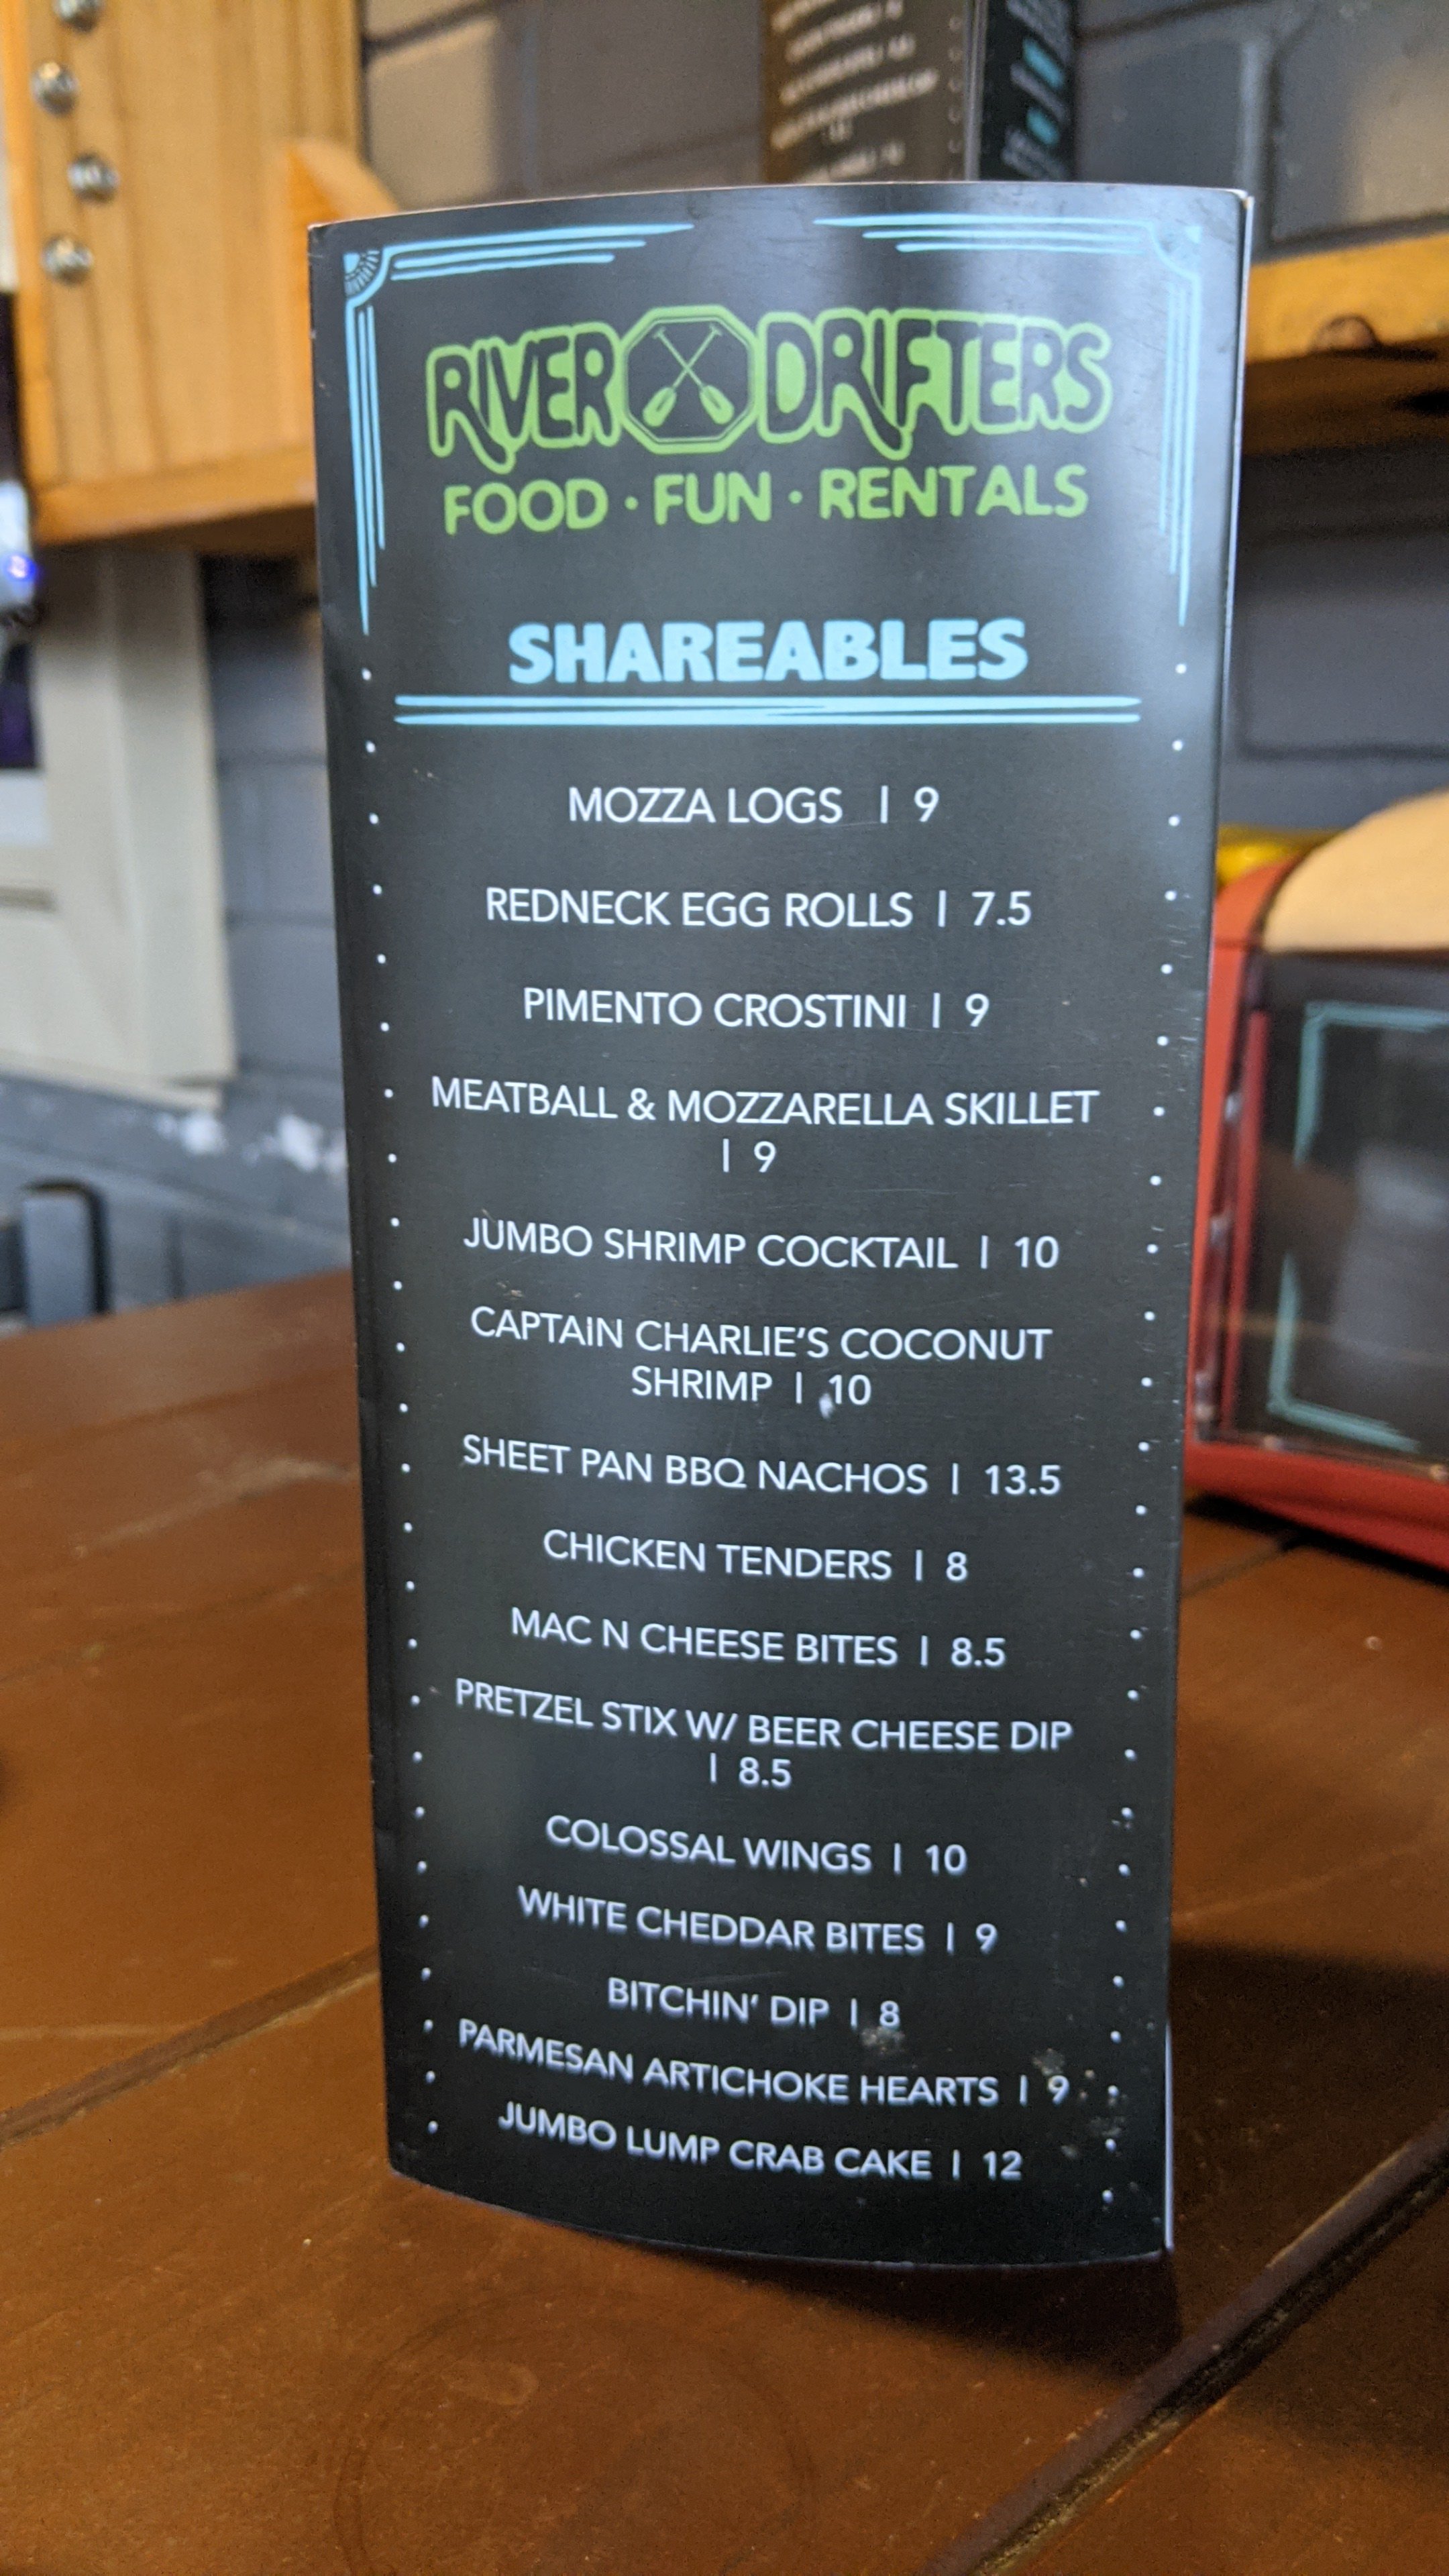 RIVER DRIFTERS
FOOD · FUN · RENTALS
SHAREABLES
MOZZA LOGS | 9
REDNECK EGG ROLLS | 7.5
PIMENTO CROSTINI | 9
MEATBALL & MOZZARELLA SKILLET
| 9
JUMBO SHRIMP COCKTAIL | 10
CAPTAIN CHARLIE'S COCONUT
SHRIMP | 10
SHEET PAN BBQ NACHOS | 13.5
CHICKEN TENDERS | 8
MAC N CHEESE BITES | 8.5
PRETZEL STIX W/ BEER CHEESE DIP
| 8.5
COLOSSAL WINGS | 10
WHITE CHEDDAR BITES | 9
BITCHIN' DIP | 8
PARMESAN ARTICHOKE HEARTS | 9
JUMBO LUMP CRAB CAKE | 12